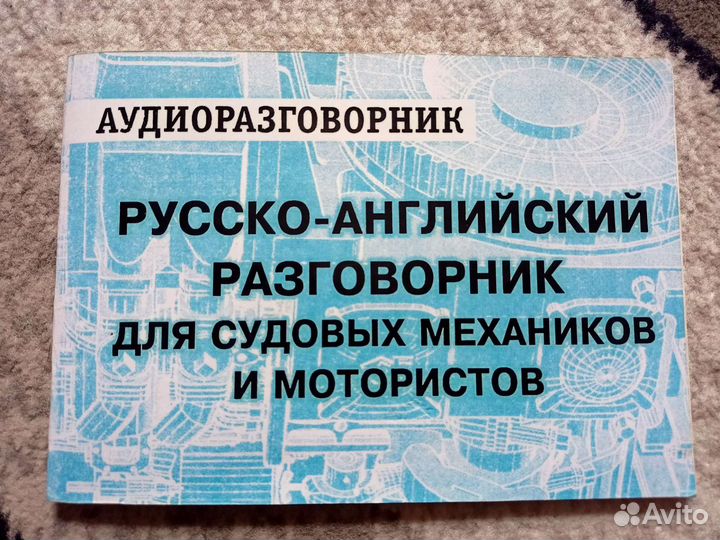 АУДИОРАЗГОВОРНИК
РУССКО-АНГЛИЙСКИЙ
РАЗГОВОРНИК
ДЛЯ СУДОВЫХ МЕХАНИКОВ
И МОТОРИСТОВ
Avito